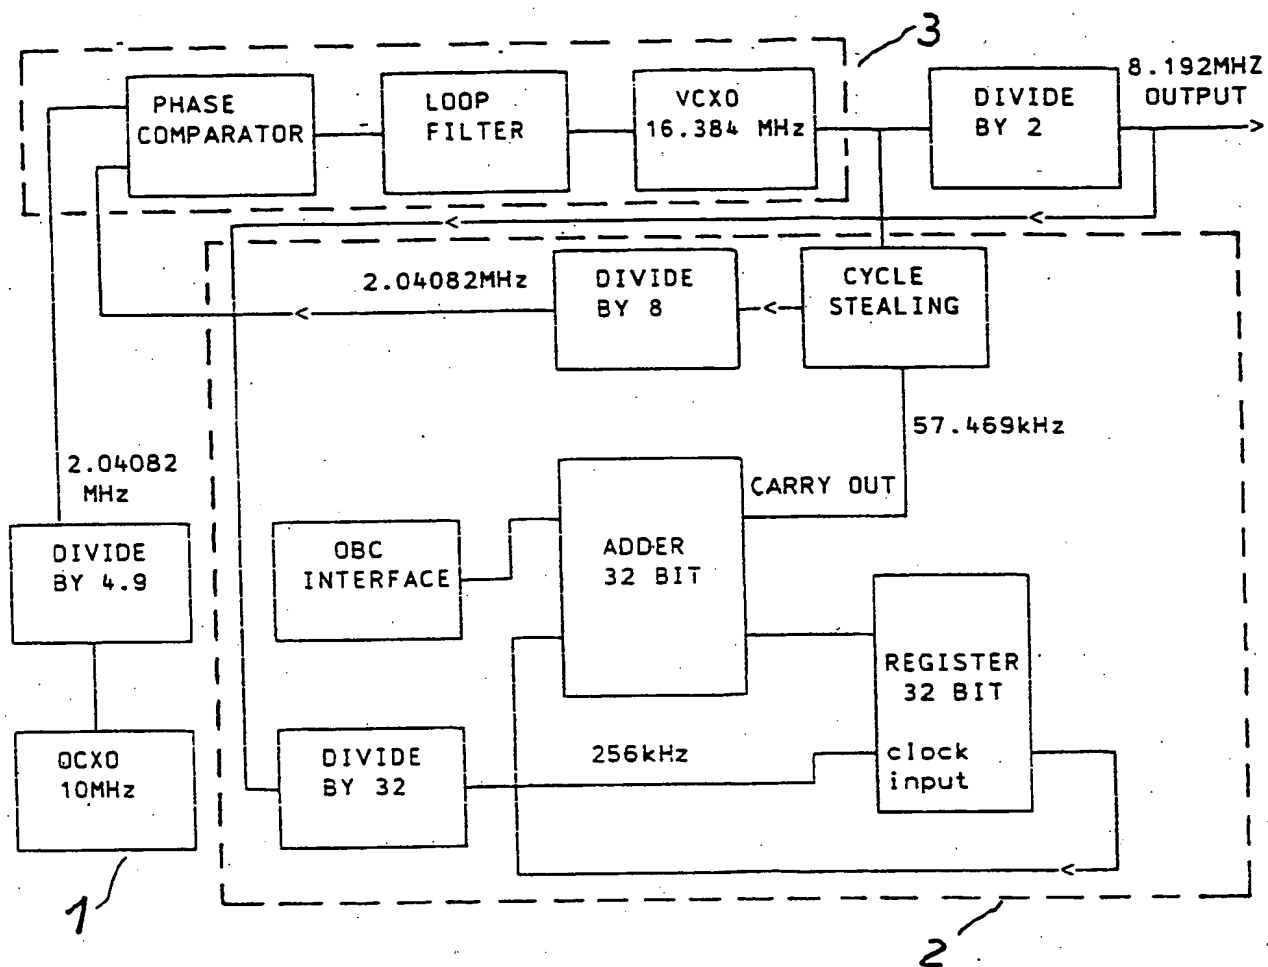 3
PHASE
COMPARATOR
LOOP
FILTER
VCXO
16.384 MHz
DIVIDE
BY 2
8.192MHZ
OUTPUT
2.04082MHz
DIVIDE
BY 8
CYCLE
STEALING
57.469kHz
2.04082
MHz
CARRY OUT
DIVIDE
BY 4.9
OBC
INTERFACE
ADDER
32 BIT
REGISTER
32 BIT
clock
input
OCXO
10MHz
DIVIDE
BY 32
256kHz
1
2